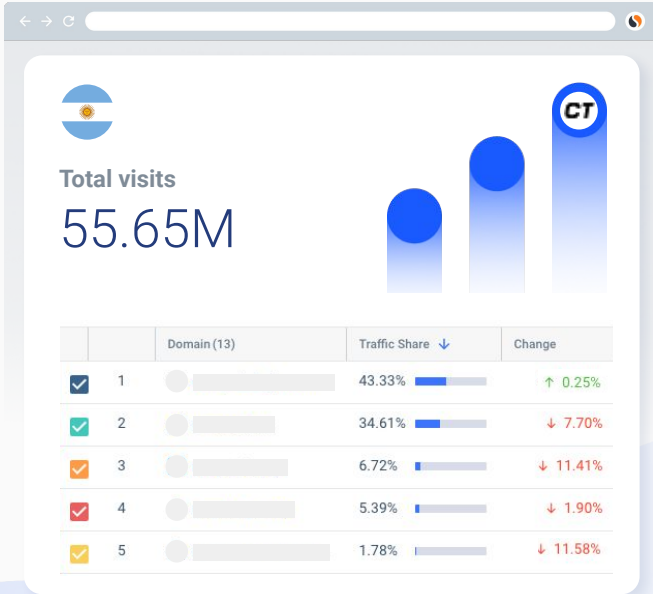 CT
Total visits
55.65M
Domain (13) Traffic Share ↓ Change
1 43.33% ↑ 0.25%
2 34.61% ↓ 7.70%
3 6.72% ↓ 11.41%
4 5.39% ↓ 1.90%
5 1.78% ↓ 11.58%